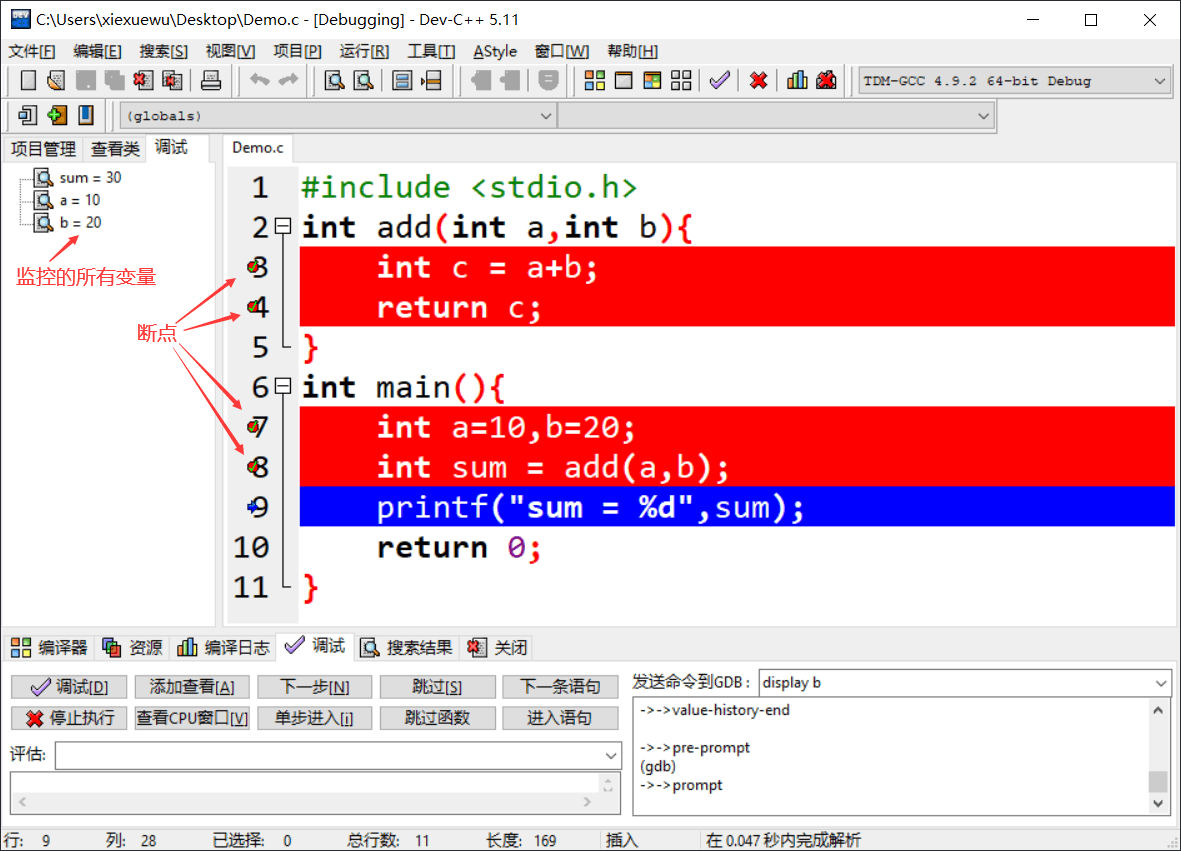 C:\Users\xiexuewu\Desktop\Demo.c - [Debugging] - Dev-C++ 5.11
文件[F] 编辑[E] 搜索[S] 视图[V] 项目[P] 运行[R] 工具[T] AStyle 窗口[W] 帮助[H]
TDM-GCC 4.9.2 64-bit Debug
(globals)
项目管理 查看类 调试
sum = 30
a = 10
b = 20
监控的所有变量
断点
Demo.c
1 #include <stdio.h>
2 int add(int a,int b){
3 int c = a+b;
4 return c;
5 }
6 int main(){
7 int a=10,b=20;
8 int sum = add(a,b);
9 printf("sum = %d",sum);
10 return 0;
11 }
编译器 资源 编译日志 调试 搜索结果 关闭
调试[D] 添加查看[A] 下一步[N] 跳过[S] 下一条语句
停止执行 查看CPU窗口[V] 单步进入[i] 跳过函数 进入语句
评估:
发送命令到GDB: display b
->->value-history-end
->->pre-prompt
(gdb)
->->prompt
行: 9 列: 28 已选择: 0 总行数: 11 长度: 169 插入 在 0.047 秒内完成解析